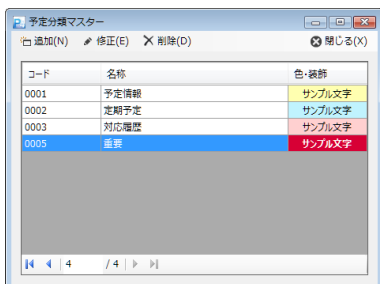 予定分類マスター
追加(N) 修正(E) 削除(D) 閉じる(X)
コード 名称 色・装飾
0001 予定情報 サンプル文字
0002 定期予定 サンプル文字
0003 対応履歴 サンプル文字
0005 重要 サンプル文字
4 / 4